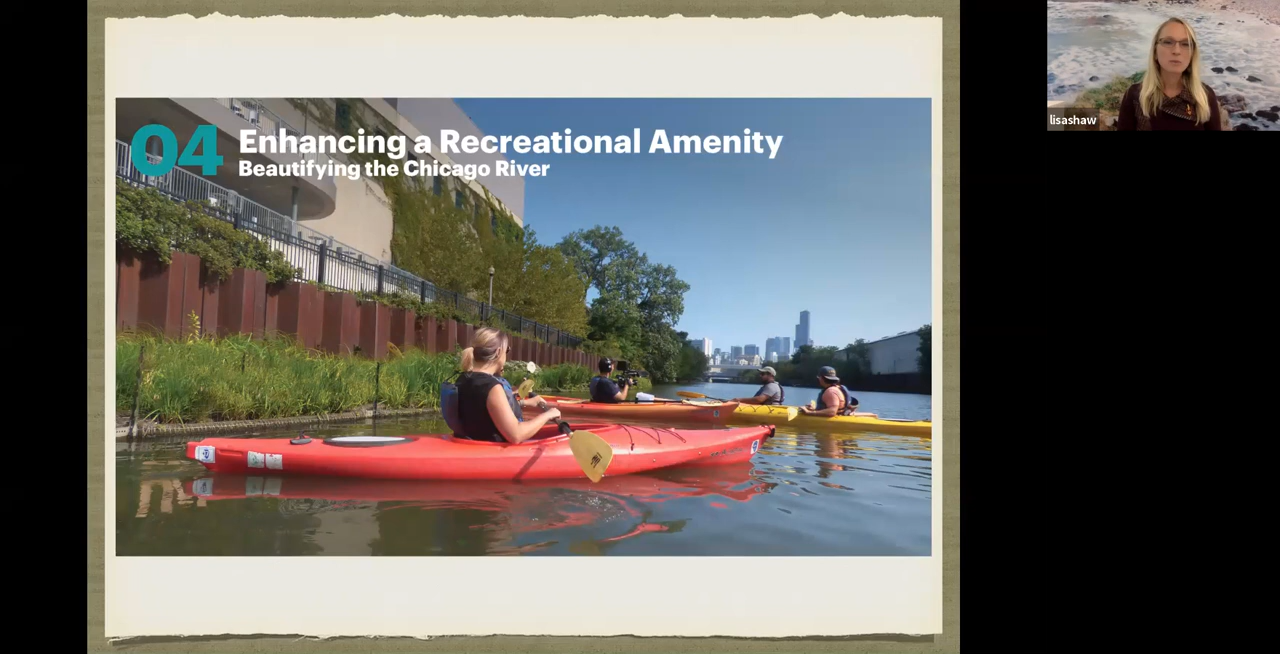 04
Enhancing a Recreational Amenity
Beautifying the Chicago River
lisashaw